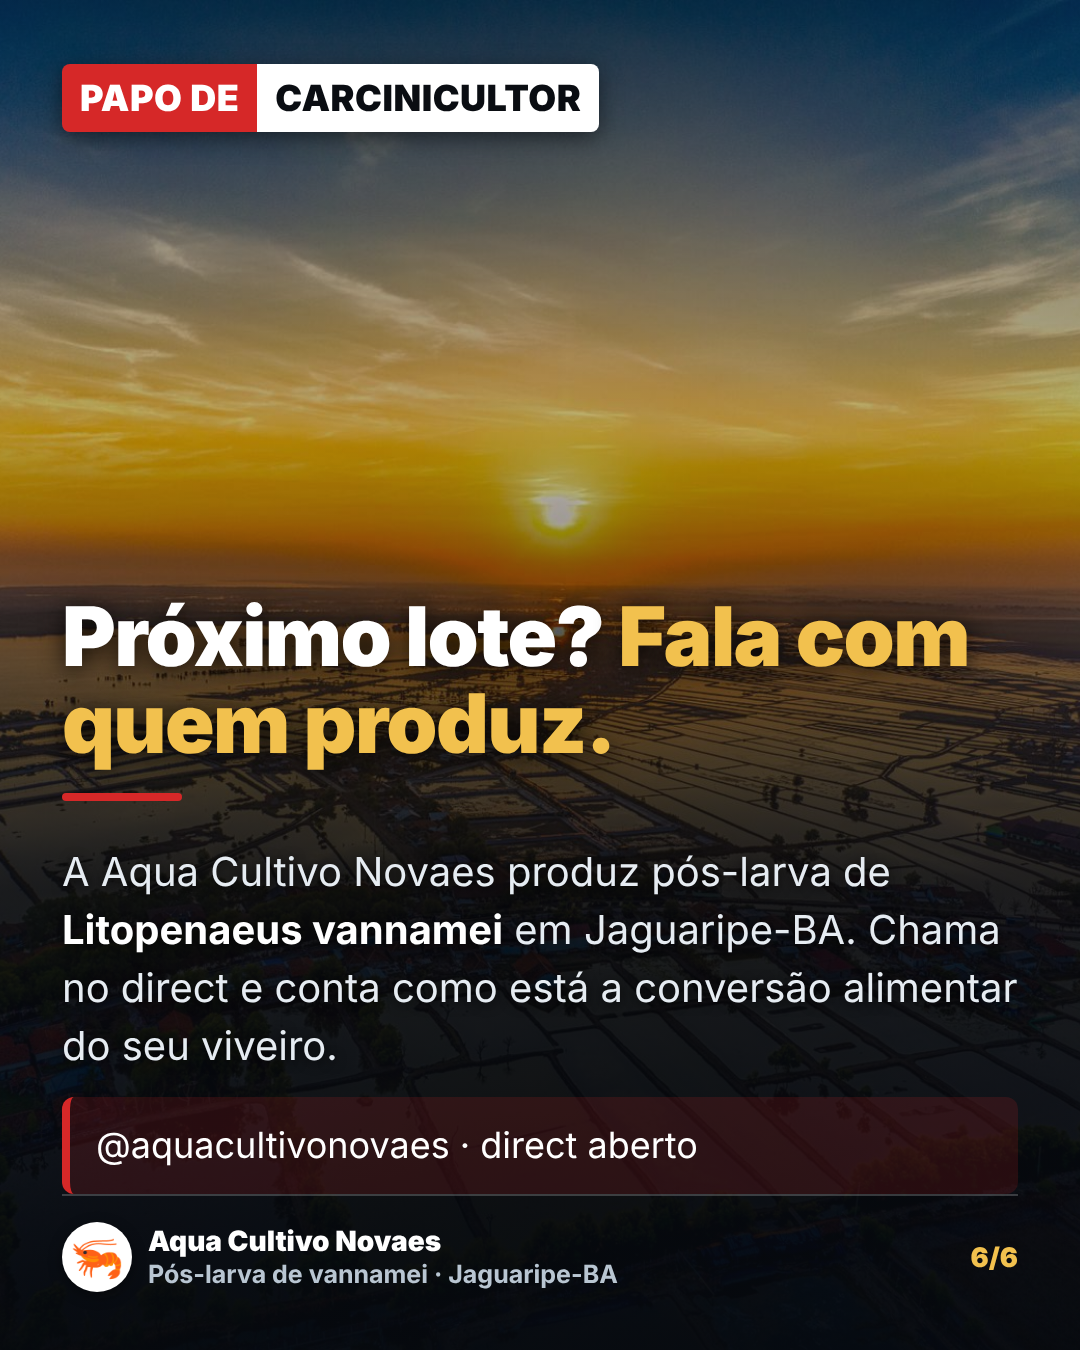 PAPO DE CARCINICULTOR
Próximo lote? Fala com
quem produz.
A Aqua Cultivo Novaes produz pós-larva de
Litopenaeus vannamei em Jaguaripe-BA. Chama
no direct e conta como está a conversão alimentar
do seu viveiro.
@aquacultivonovaes · direct aberto
Aqua Cultivo Novaes
Pós-larva de vannamei · Jaguaripe-BA
6/6